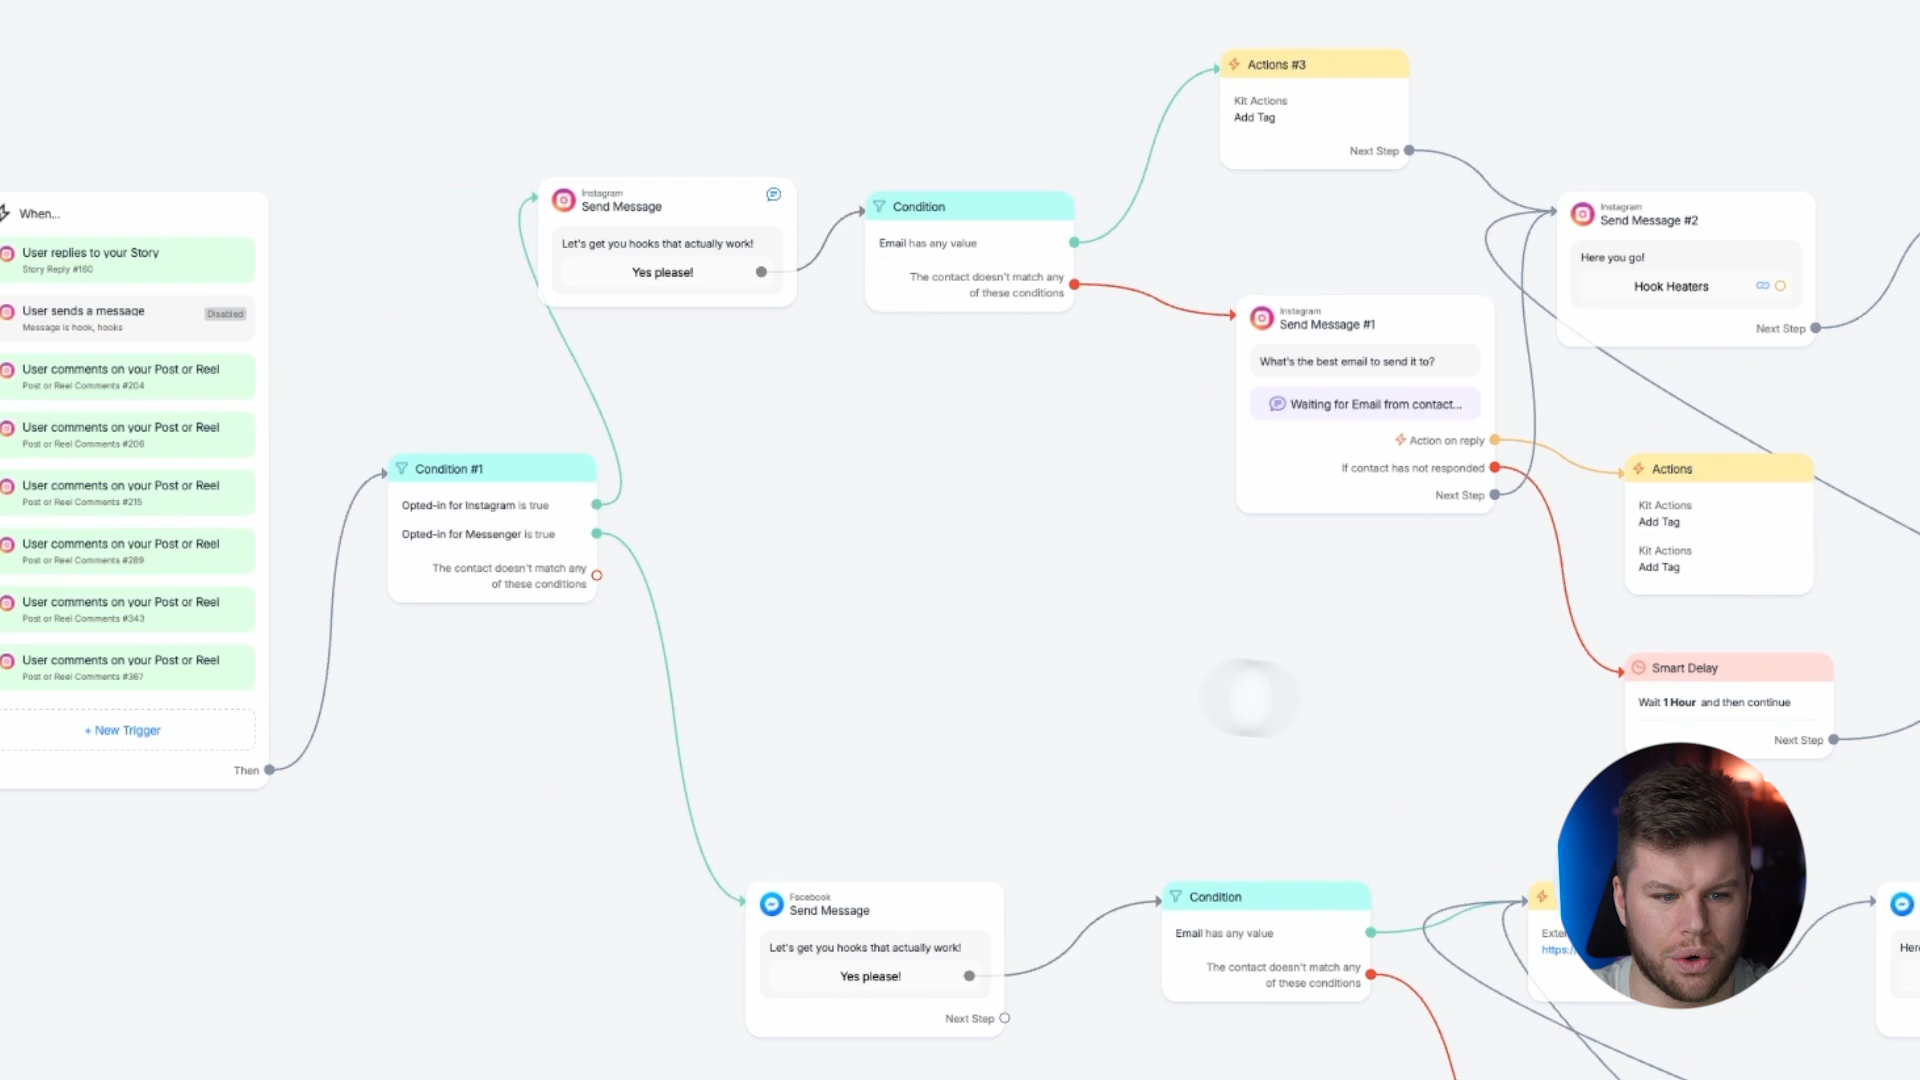 When...
User replies to your Story
Story Reply #160
User sends a message
Disabled
Message is hook, hooks
User comments on your Post or Reel
Post or Reel Comments #204
User comments on your Post or Reel
Post or Reel Comments #206
User comments on your Post or Reel
Post or Reel Comments #215
User comments on your Post or Reel
Post or Reel Comments #289
User comments on your Post or Reel
Post or Reel Comments #343
User comments on your Post or Reel
Post or Reel Comments #367
+ New Trigger
Then
Condition #1
Opted-in for Instagram is true
Opted-in for Messenger is true
The contact doesn't match any
of these conditions
Instagram
Send Message
Let's get you hooks that actually work!
Yes please!
Condition
Email has any value
The contact doesn't match any
of these conditions
Actions #3
Kit Actions
Add Tag
Next Step
Instagram
Send Message #1
What's the best email to send it to?
Waiting for Email from contact...
Action on reply
If contact has not responded
Next Step
Instagram
Send Message #2
Here you go!
Hook Heaters
Next Step
Actions
Kit Actions
Add Tag
Kit Actions
Add Tag
Smart Delay
Wait 1 Hour and then continue
Next Step
Facebook
Send Message
Let's get you hooks that actually work!
Yes please!
Next Step
Condition
Email has any value
The contact doesn't match any
of these conditions
https:/